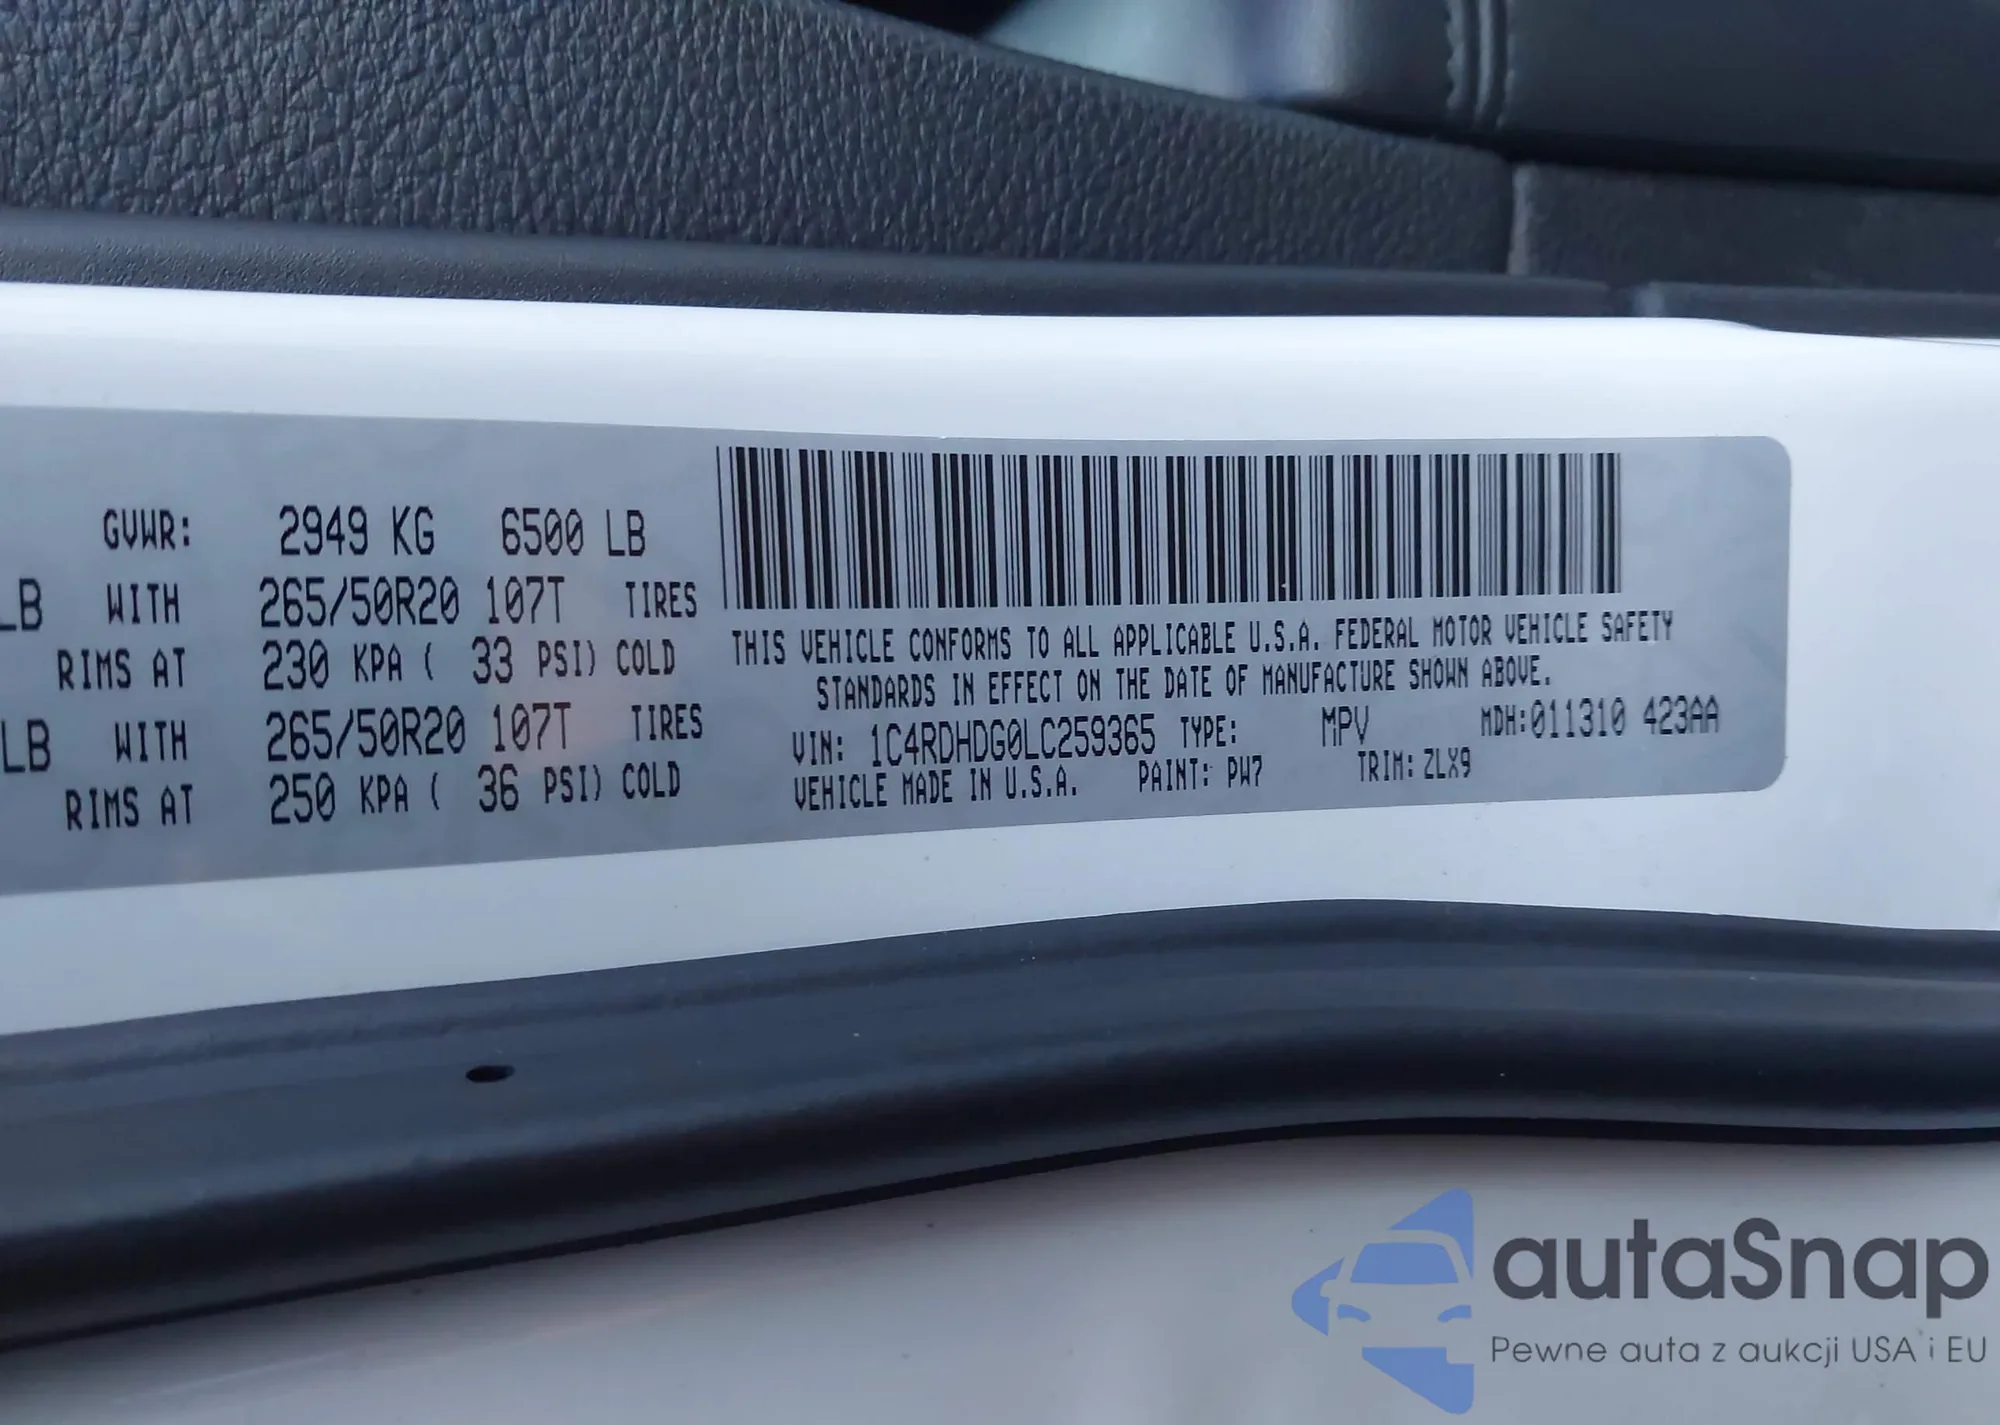 GVWR: 2949 KG 6500 LB
LB WITH 265/50R20 107T TIRES
RIMS AT 230 KPA ( 33 PSI) COLD
LB WITH 265/50R20 107T TIRES
RIMS AT 250 KPA ( 36 PSI) COLD
THIS VEHICLE CONFORMS TO ALL APPLICABLE U.S.A. FEDERAL MOTOR VEHICLE SAFETY
STANDARDS IN EFFECT ON THE DATE OF MANUFACTURE SHOWN ABOVE.
VIN: 1C4RDHDG0LC259365 TYPE: MPV MDH:011310 423AA
VEHICLE MADE IN U.S.A. PAINT: PW7 TRIM: ZLX9
autaSnap
Pewne auta z aukcji USA i EU